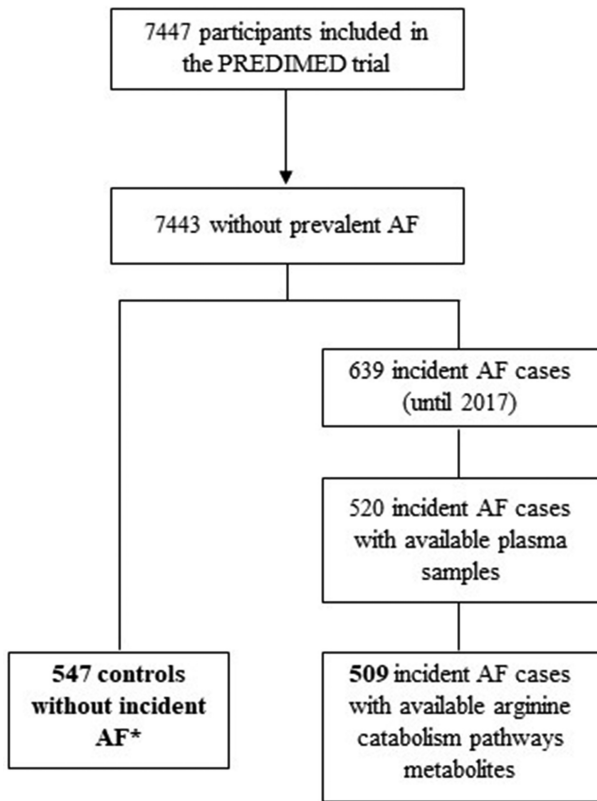 7447 participants included in
the PREDIMED trial
7443 without prevalent AF
639 incident AF cases
(until 2017)
520 incident AF cases
with available plasma
samples
547 controls
without incident
AF*
509 incident AF cases
with available arginine
catabolism pathways
metabolites